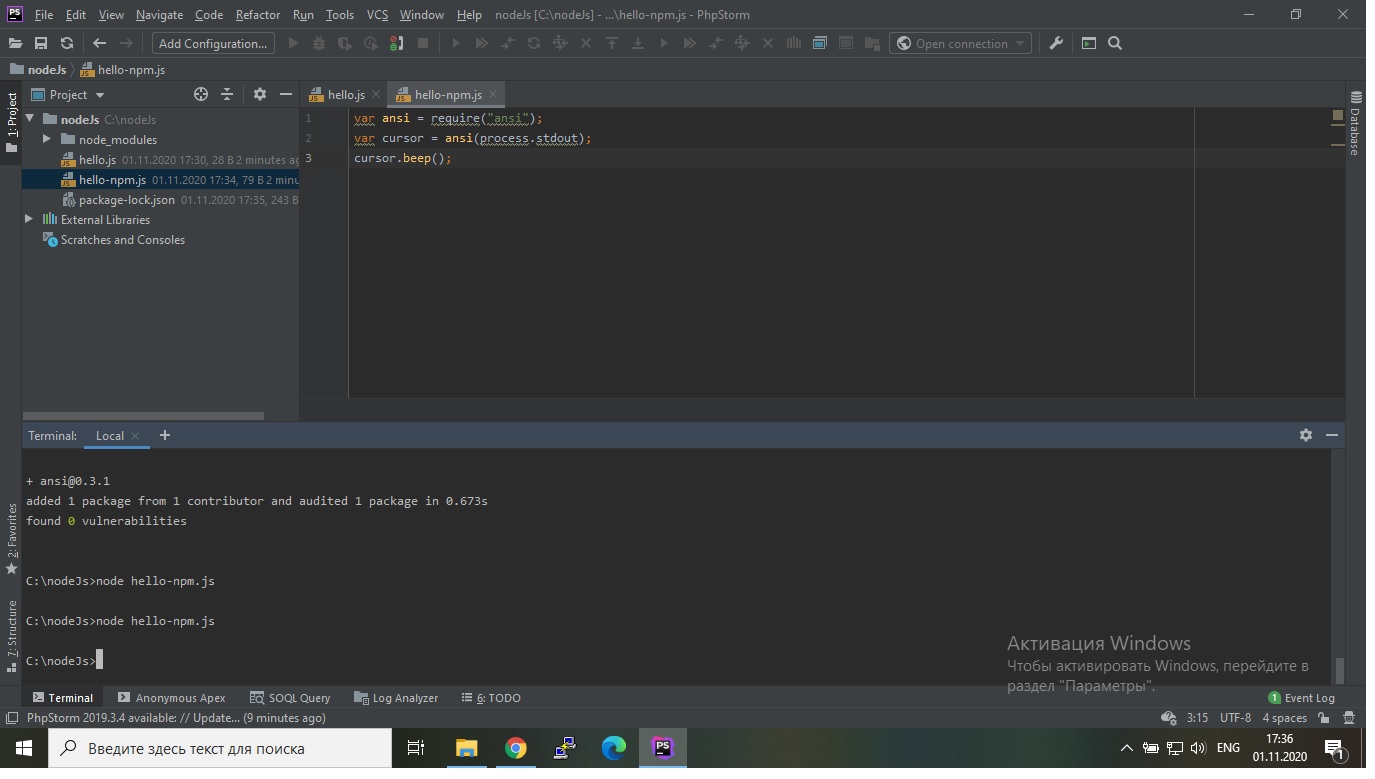 PS File Edit View Navigate Code Refactor Run Tools VCS Window Help nodeJs [C:\nodeJs] - ...\hello-npm.js - PhpStorm
Add Configuration... Open connection
nodeJs hello-npm.js
1: Project
Project
hello.js hello-npm.js
Database
nodeJs C:\nodeJs
node_modules
hello.js 01.11.2020 17:30, 28 B 2 minutes ag
hello-npm.js 01.11.2020 17:34, 79 B 2 minu
package-lock.json 01.11.2020 17:35, 243 B
External Libraries
Scratches and Consoles
1 var ansi = require("ansi");
2 var cursor = ansi(process.stdout);
3 cursor.beep();
Terminal: Local +
+ ansi@0.3.1
added 1 package from 1 contributor and audited 1 package in 0.673s
found 0 vulnerabilities
C:\nodeJs>node hello-npm.js
C:\nodeJs>node hello-npm.js
C:\nodeJs>
2: Favorites
7: Structure
Активация Windows
Чтобы активировать Windows, перейдите в
раздел "Параметры".
Terminal Anonymous Apex SOQL Query Log Analyzer 6: TODO 1 Event Log
PhpStorm 2019.3.4 available: // Update... (9 minutes ago) 3:15 UTF-8 4 spaces
Введите здесь текст для поиска PS ENG 17:36
01.11.2020 1